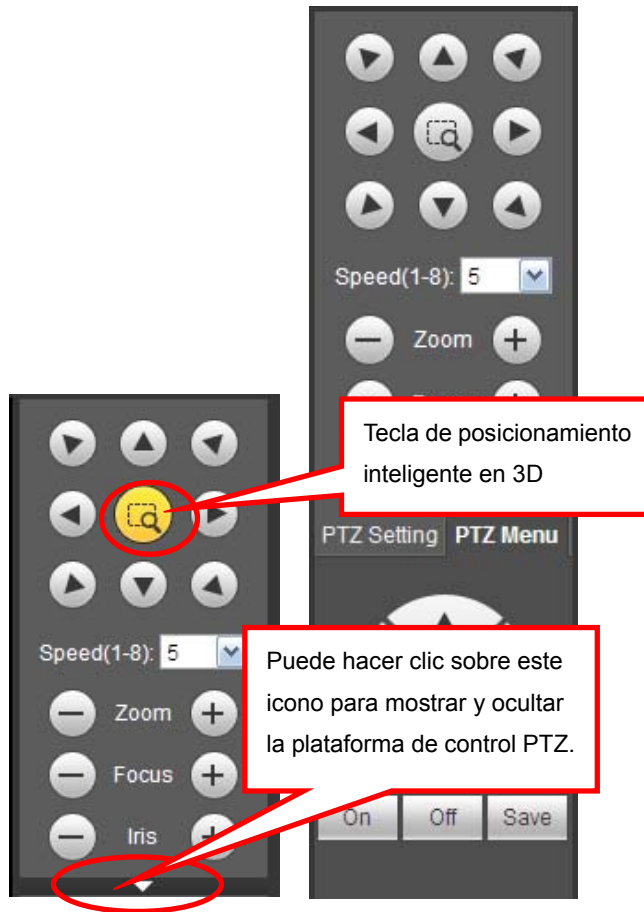 Speed(1-8): 5
Zoom
Tecla de posicionamiento
inteligente en 3D
PTZ Setting PTZ Menu
Speed(1-8): 5
Zoom
Focus
Iris
Puede hacer clic sobre este
icono para mostrar y ocultar
la plataforma de control PTZ.
On Off Save